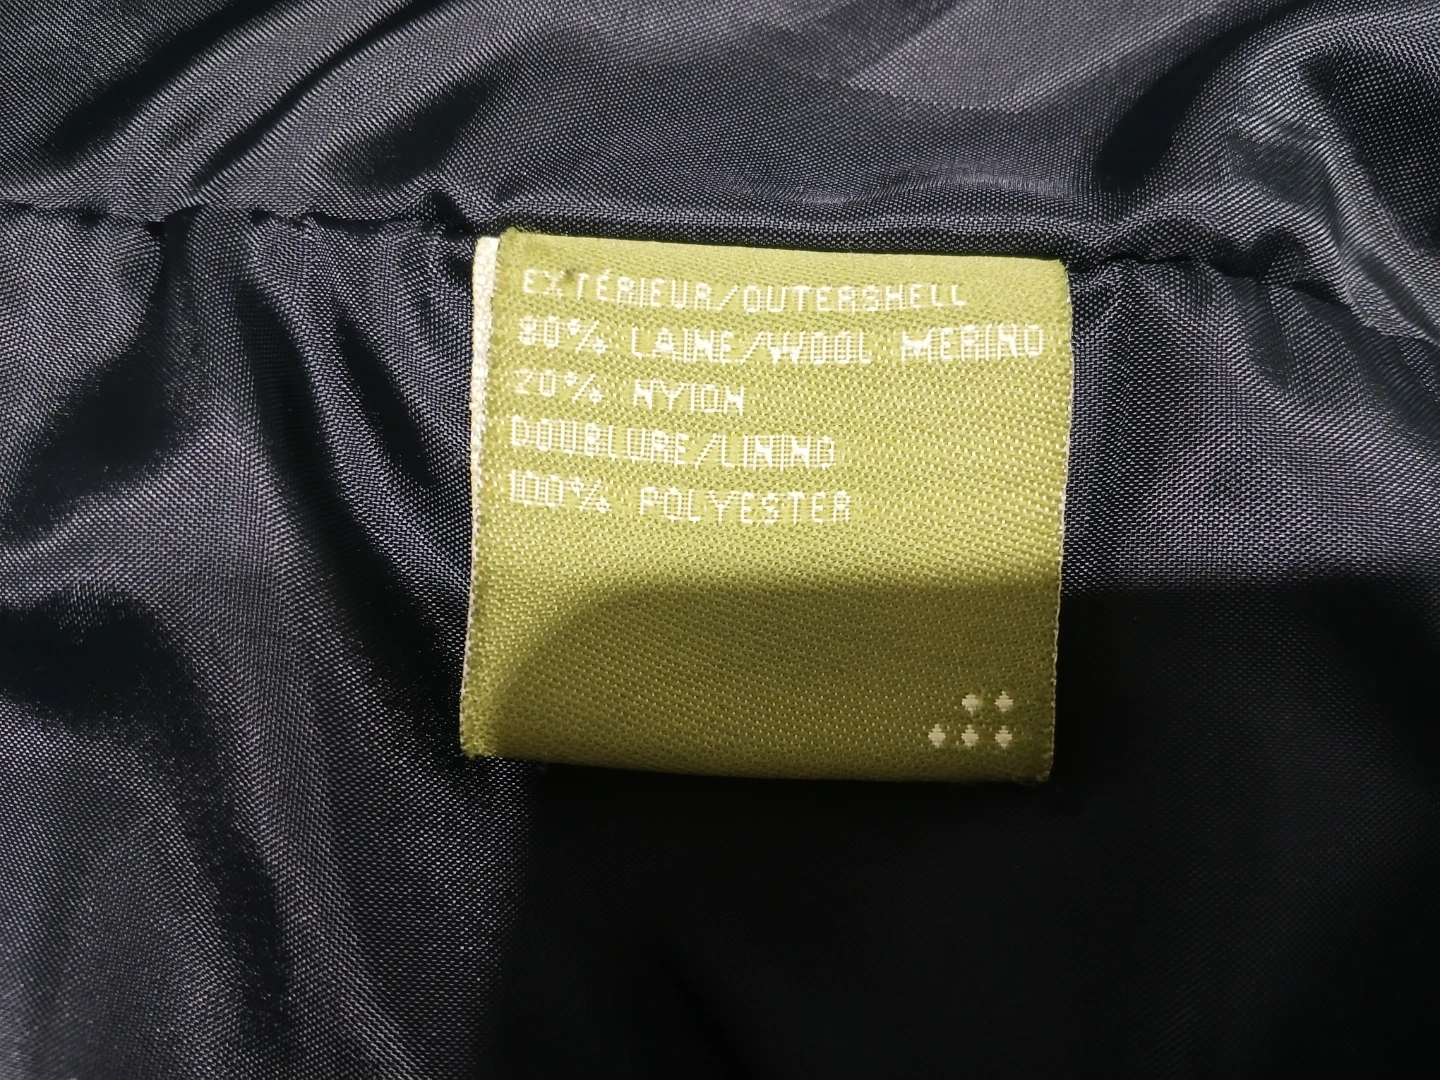 EXTÉRIEUR/OUTERSHELL
80% LAINE/WOOL MERINO
20% NYLON
DOUBLURE/LINING
100% POLYESTER